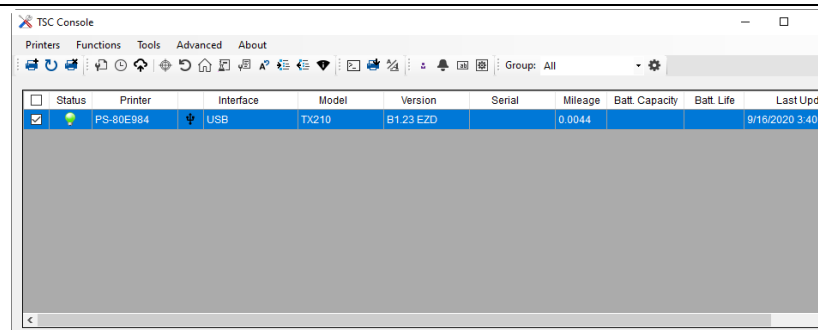 TSC Console
Printers Functions Tools Advanced About
Group: All
Status Printer Interface Model Version Serial Mileage Batt. Capacity Batt. Life Last Upd
PS-80E984 USB TX210 B1.23 EZD 0.0044 9/16/2020 3:40